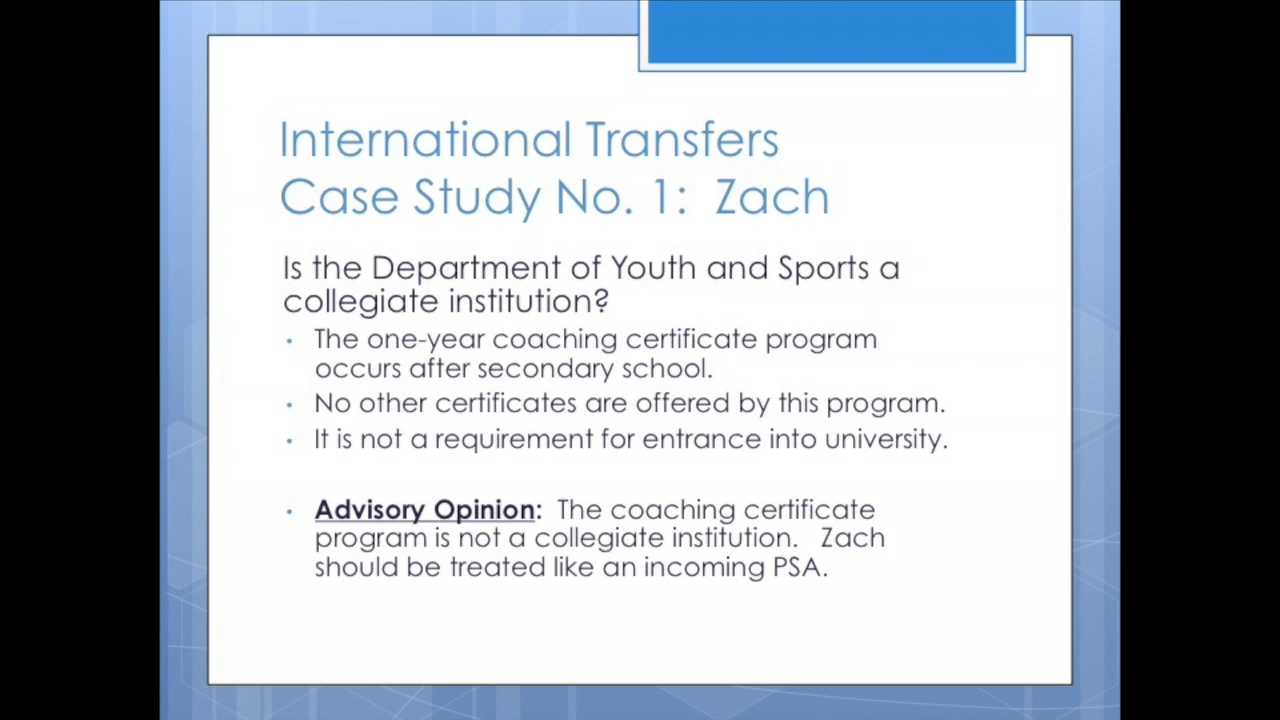 International Transfers
Case Study No. 1:  Zach
Is the Department of Youth and Sports a
collegiate institution?
• The one-year coaching certificate program
occurs after secondary school.
• No other certificates are offered by this program.
• It is not a requirement for entrance into university.
• Advisory Opinion:  The coaching certificate
program is not a collegiate institution.   Zach
should be treated like an incoming PSA.